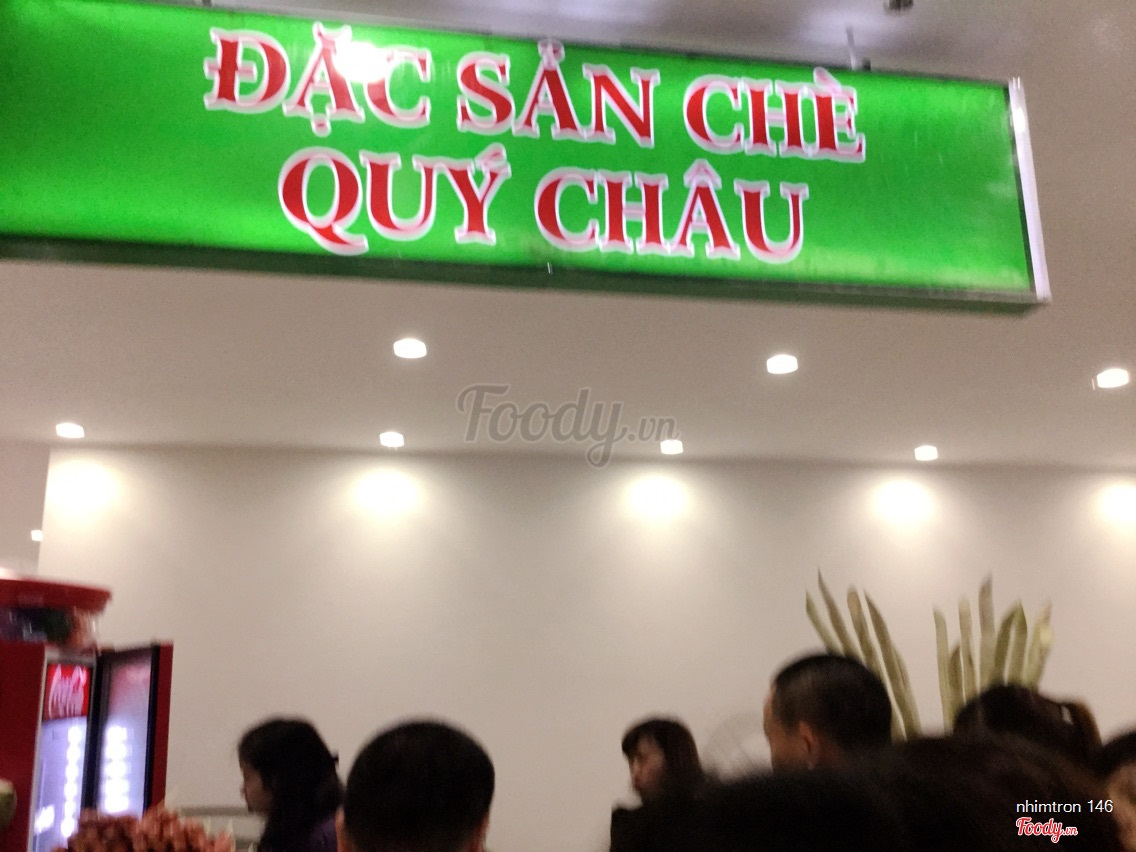 ĐẶC SẢN CHÈ
QUÝ CHÂU
Foody.vn
Coca-Cola
nhimtron 146
Foody.vn